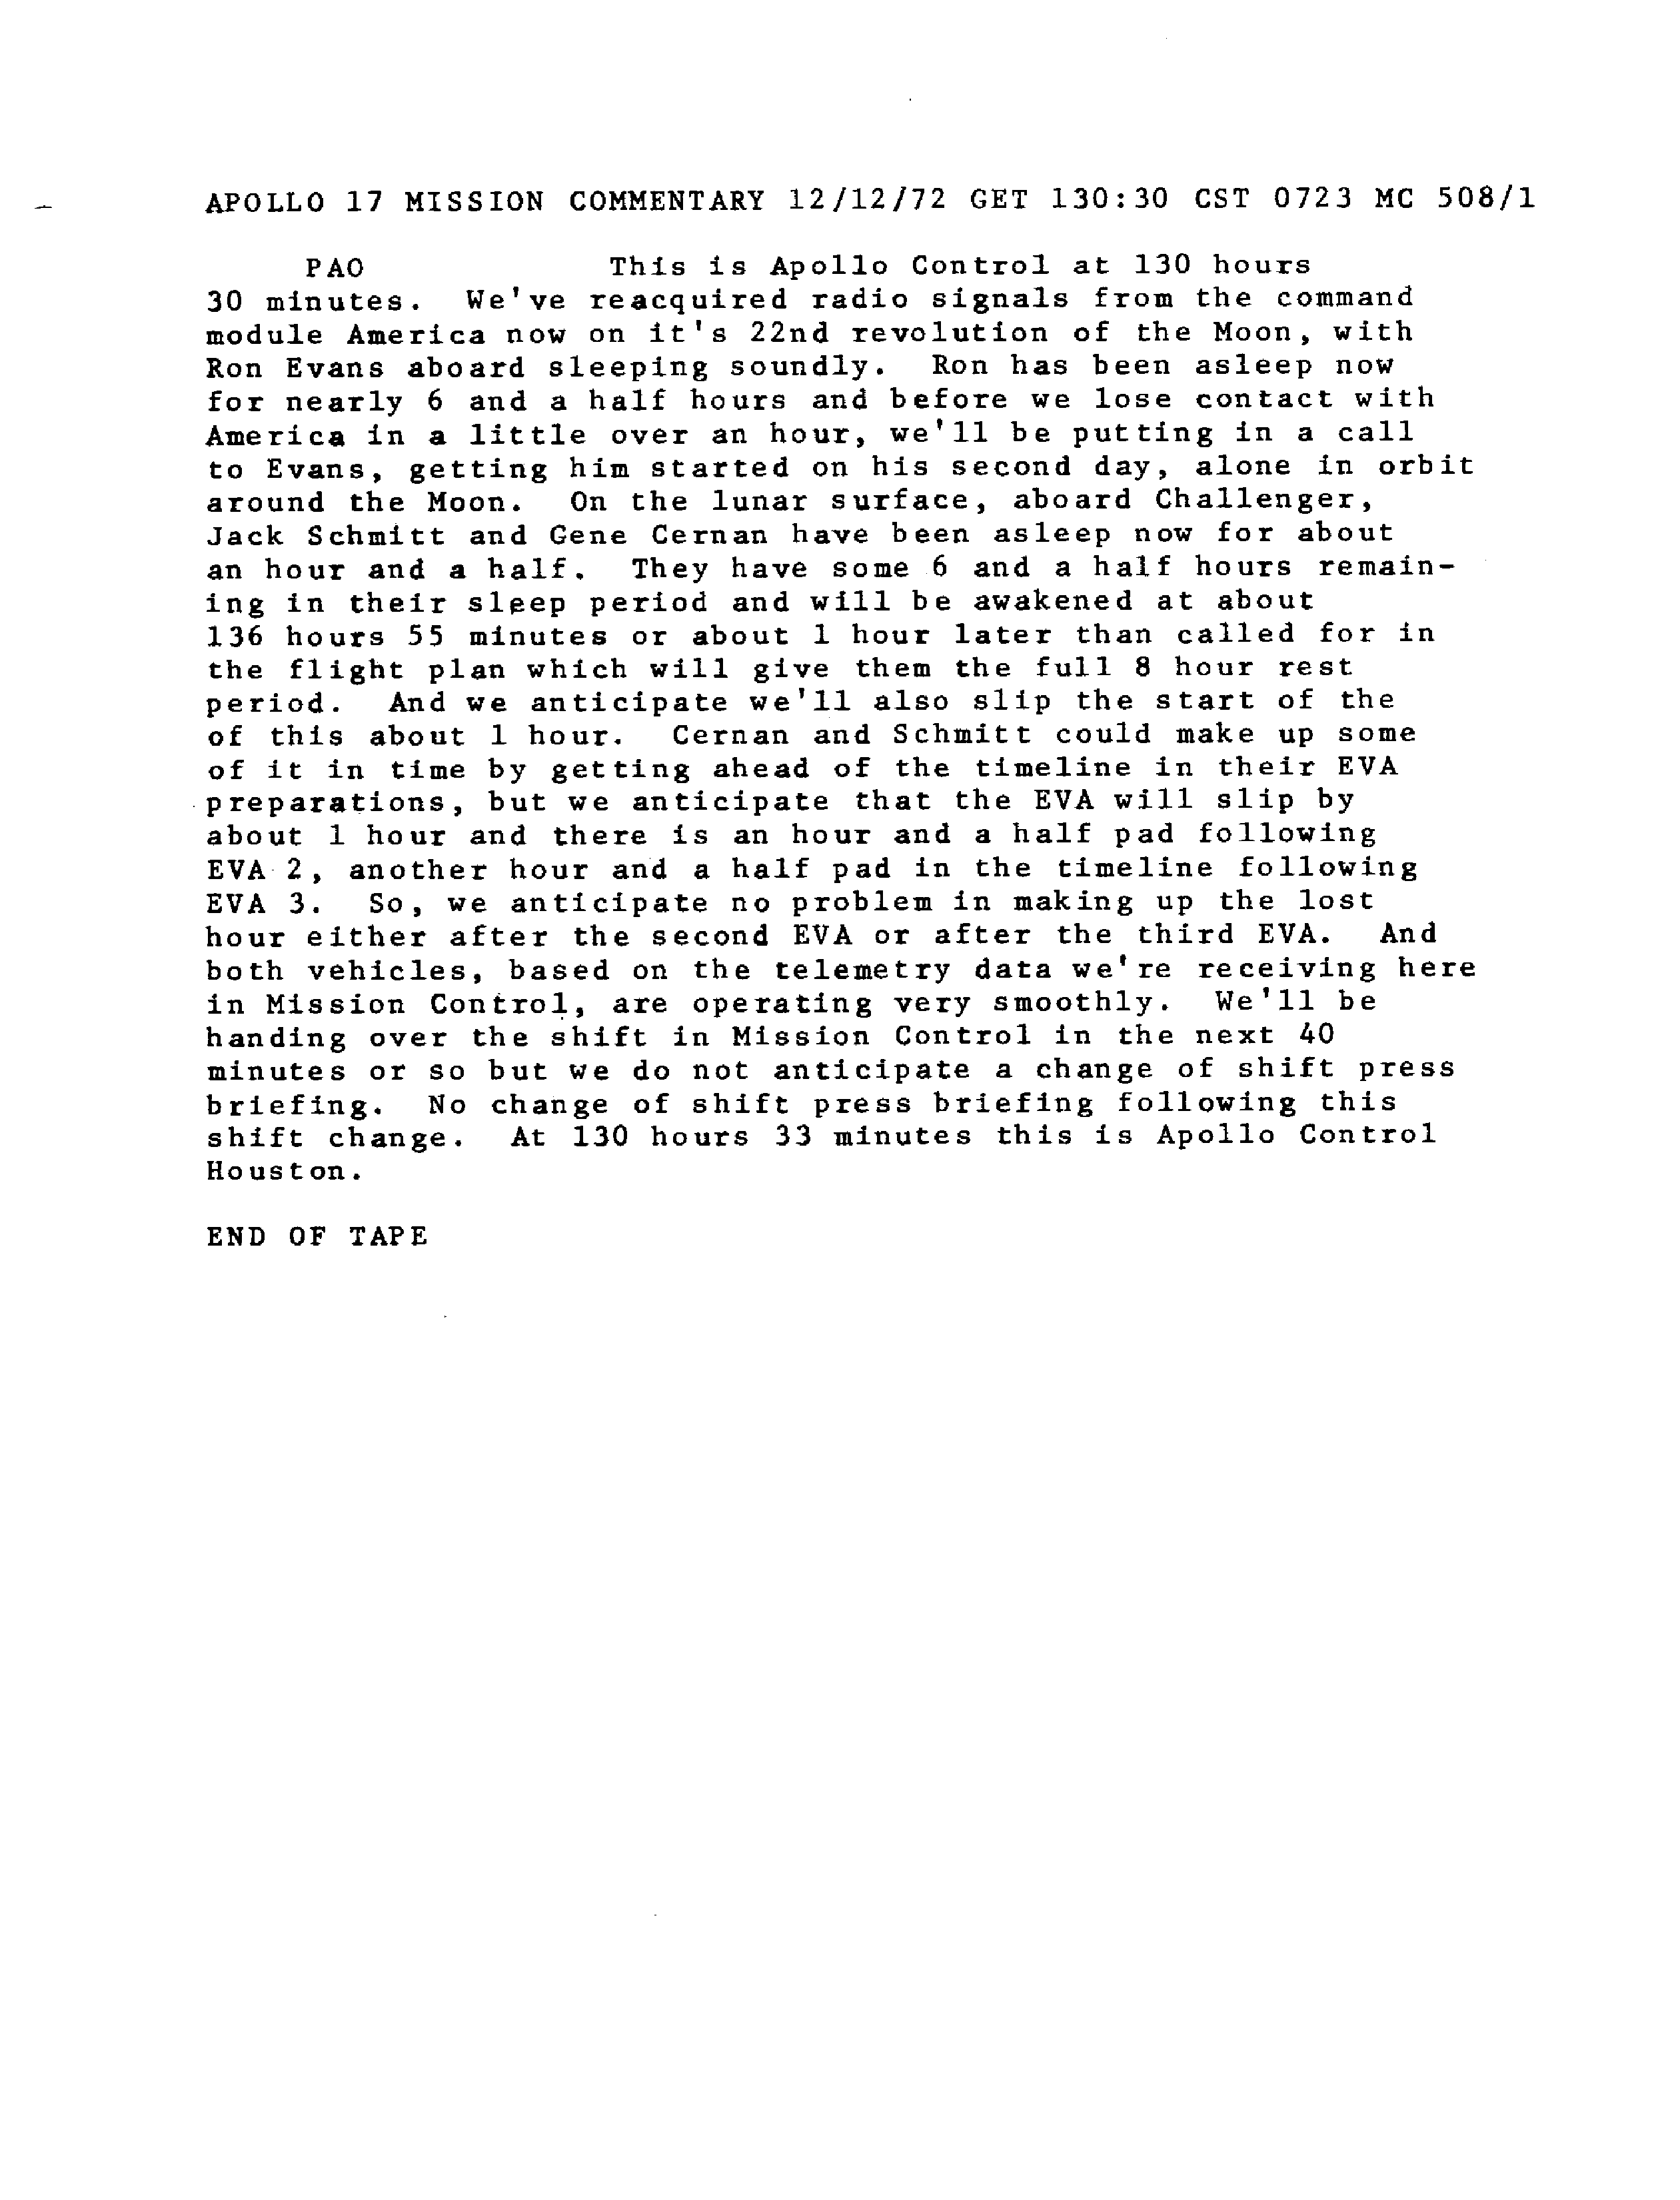 APOLLO 17 MISSION COMMENTARY 12/12/72 GET 130:30 CST 0723 MC 508/1
PAO This is Apollo Control at 130 hours
30 minutes. We've reacquired radio signals from the command
module America now on it's 22nd revolution of the Moon, with
Ron Evans aboard sleeping soundly. Ron has been asleep now
for nearly 6 and a half hours and before we lose contact with
America in a little over an hour, we'll be putting in a call
to Evans, getting him started on his second day, alone in orbit
around the Moon. On the lunar surface, aboard Challenger,
Jack Schmitt and Gene Cernan have been asleep now for about
an hour and a half. They have some 6 and a half hours remain-
ing in their sleep period and will be awakened at about
136 hours 55 minutes or about 1 hour later than called for in
the flight plan which will give them the full 8 hour rest
period. And we anticipate we'll also slip the start of the
of this about 1 hour. Cernan and Schmitt could make up some
of it in time by getting ahead of the timeline in their EVA
preparations, but we anticipate that the EVA will slip by
about 1 hour and there is an hour and a half pad following
EVA 2, another hour and a half pad in the timeline following
EVA 3. So, we anticipate no problem in making up the lost
hour either after the second EVA or after the third EVA. And
both vehicles, based on the telemetry data we're receiving here
in Mission Control, are operating very smoothly. We'll be
handing over the shift in Mission Control in the next 40
minutes or so but we do not anticipate a change of shift press
briefing. No change of shift press briefing following this
shift change. At 130 hours 33 minutes this is Apollo Control
Houston.
END OF TAPE